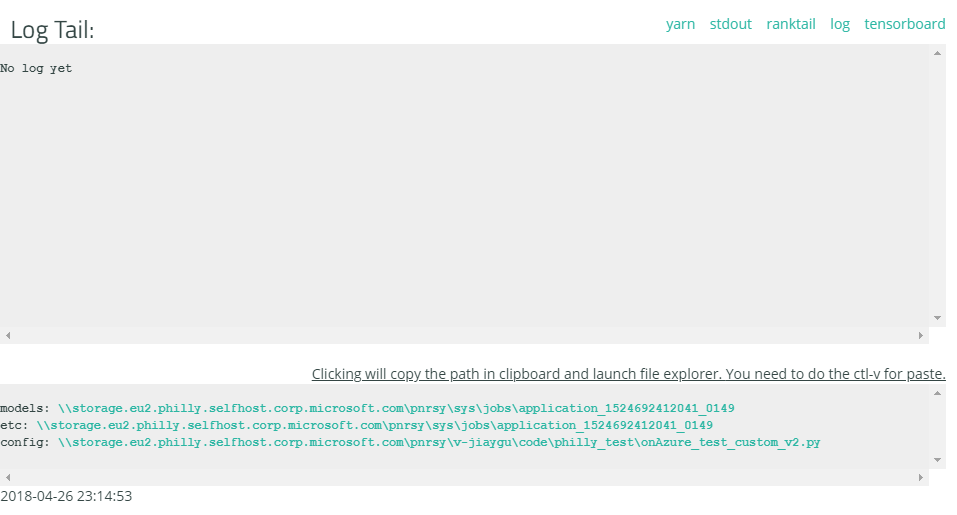 Log Tail:
yarn stdout ranktail log tensorboard
No log yet
Clicking will copy the path in clipboard and launch file explorer. You need to do the ctl-v for paste.
models: \\storage.eu2.philly.selfhost.corp.microsoft.com\pnrsy\sys\jobs\application_1524692412041_0149
etc: \\storage.eu2.philly.selfhost.corp.microsoft.com\pnrsy\sys\jobs\application_1524692412041_0149
config: \\storage.eu2.philly.selfhost.corp.microsoft.com\pnrsy\v-jiaygu\code\philly_test\onAzure_test_custom_v2.py
2018-04-26 23:14:53